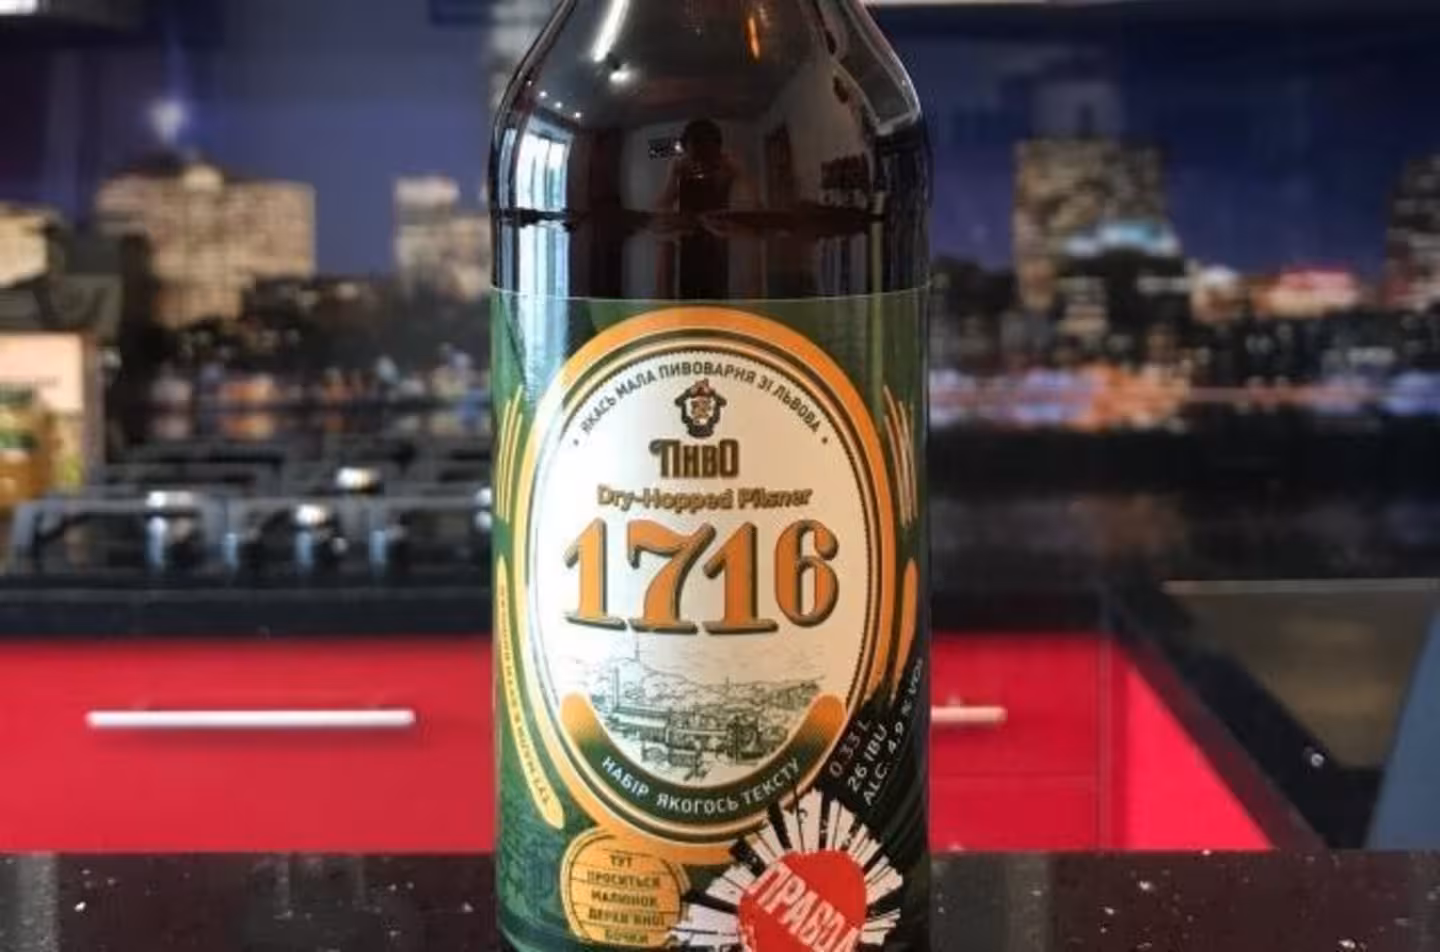 ЯКАСЬ МАЛА ПИВОВАРНЯ ЗІ ЛЬВОВА
ПИВО
Dry-Hopped Pilsner
1716
НАБІР ЯКОГОСЬ ТЕКСТУ
0.33 L
26 IBU
ALC. 4.9 % VOL
ТУТ
ПРОСИТЬСЯ
МАЛЮНОК
ДЕРЕВ'ЯНОЇ
БОЧКИ
ПРАВДА